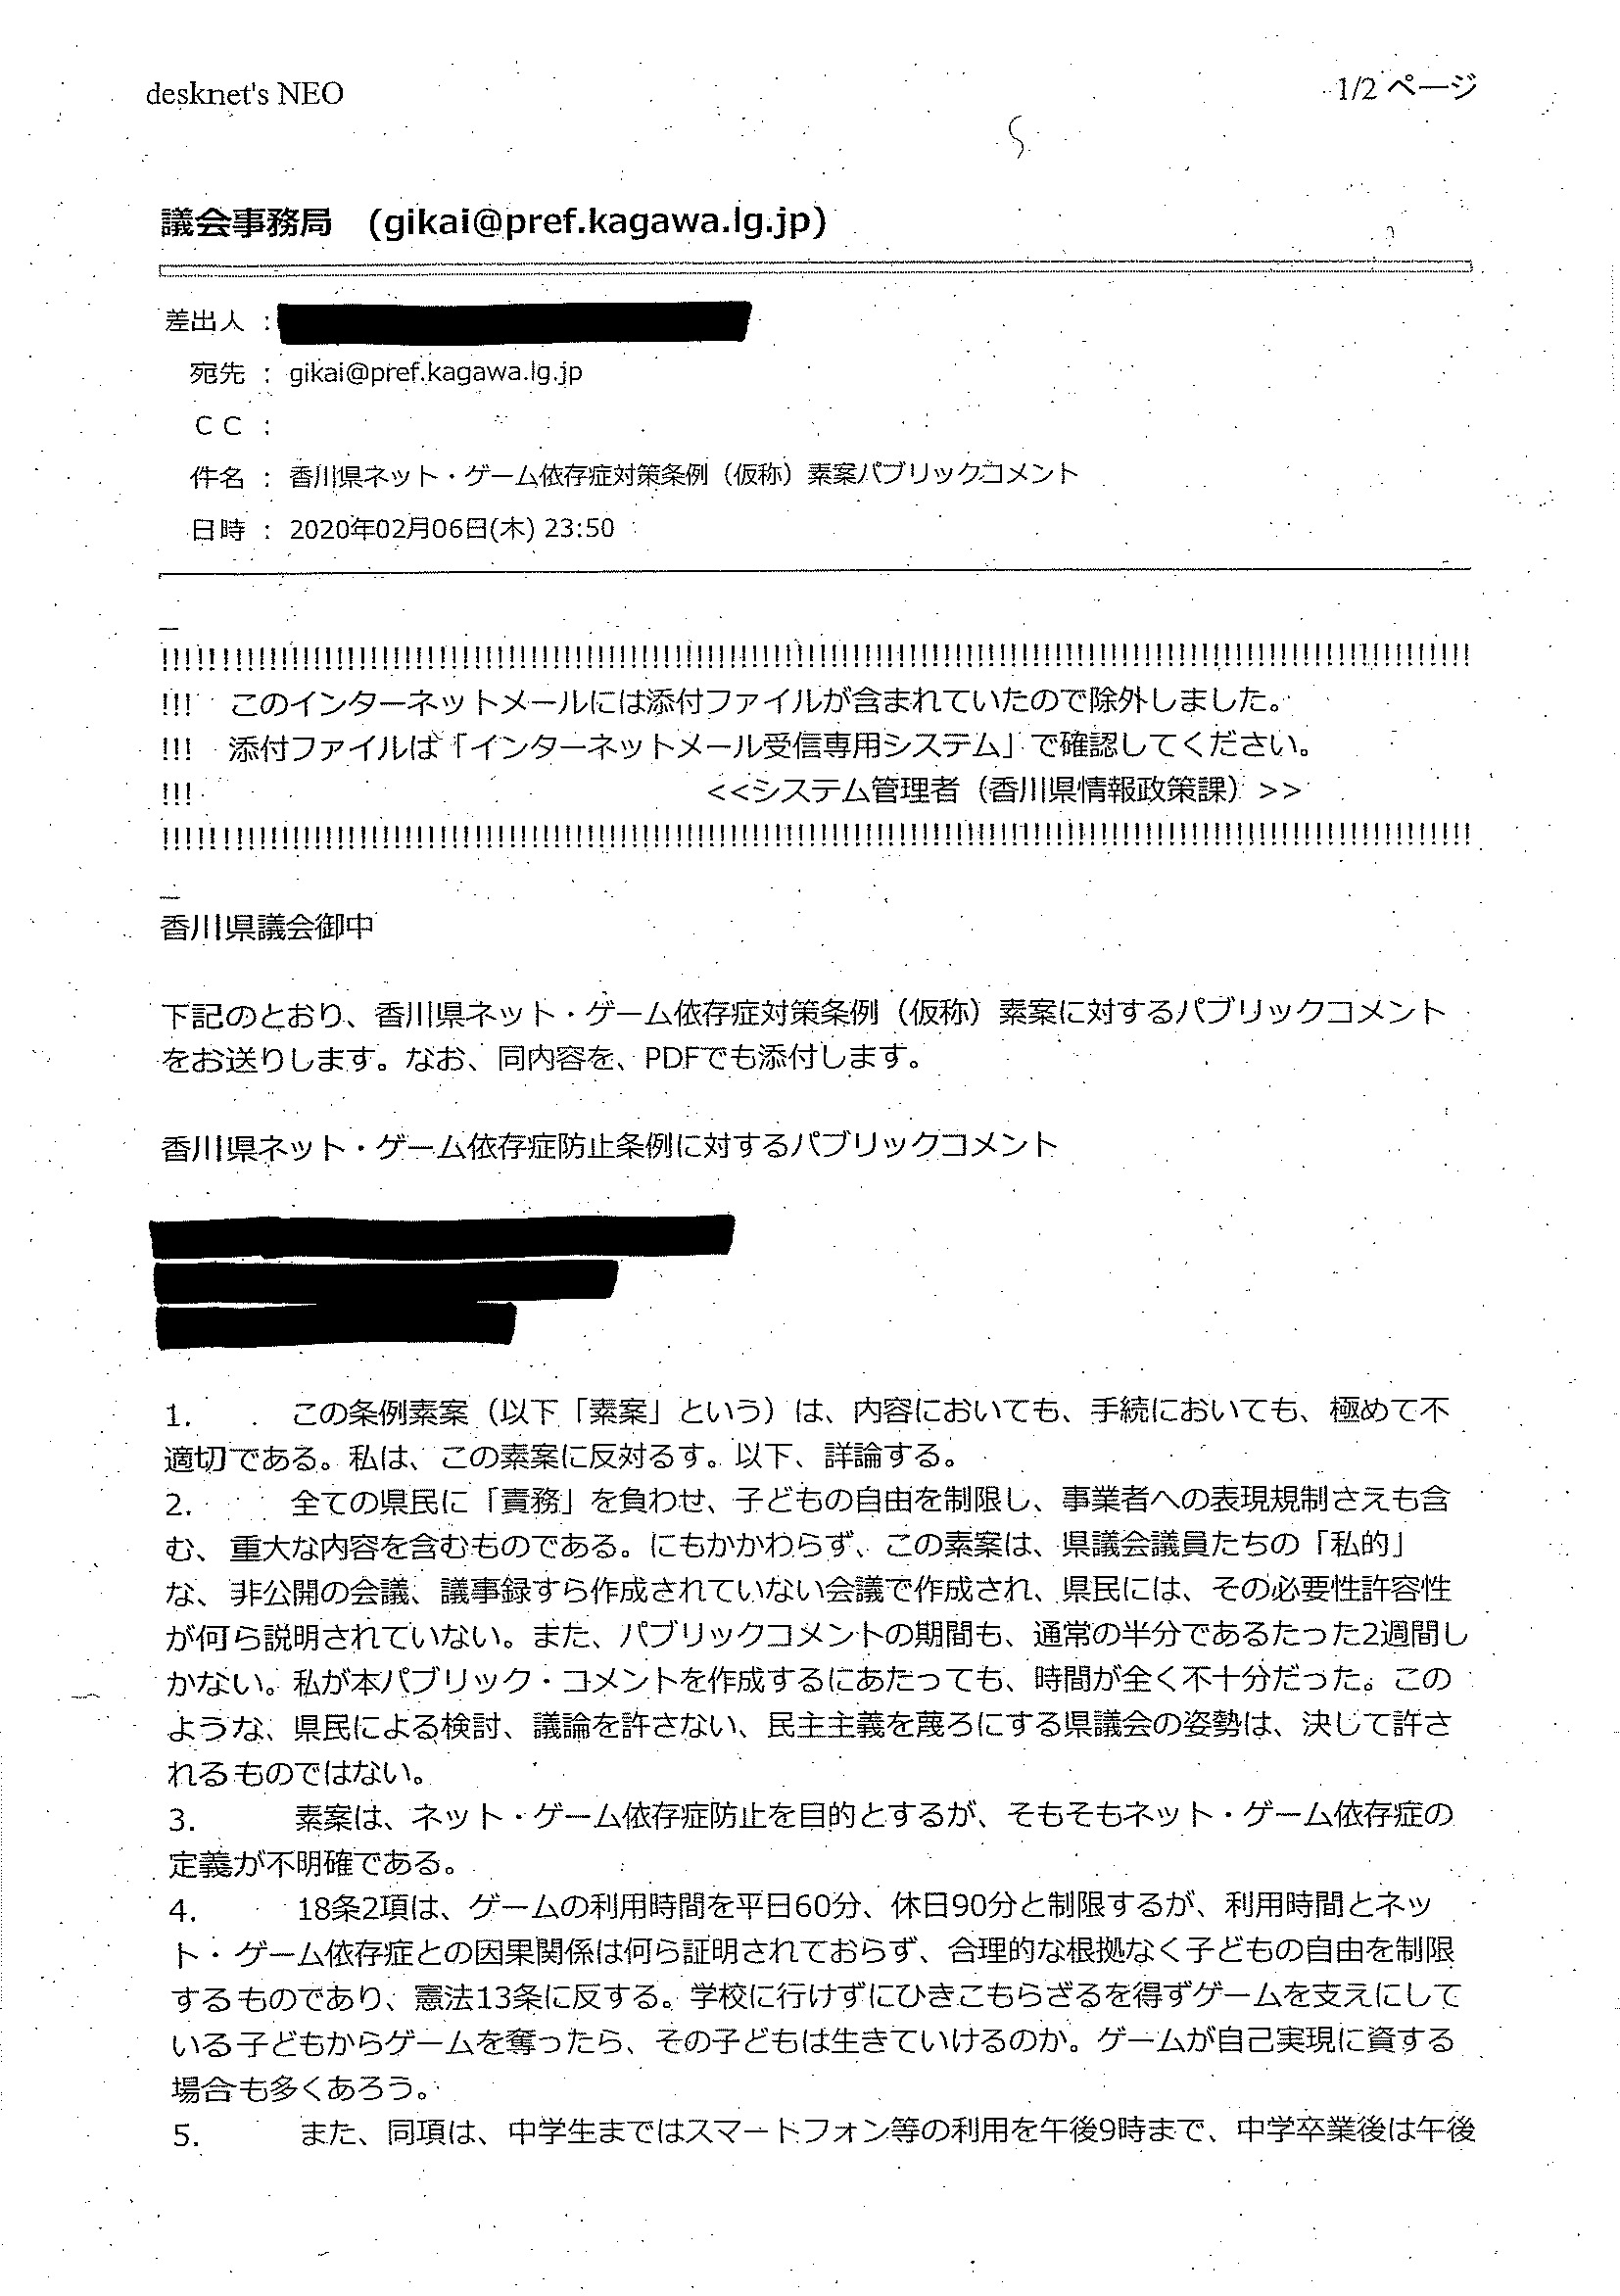 desknet's NEO
1/2 ページ
議会事務局　(gikai@pref.kagawa.lg.jp)
差出人 :
宛先 : gikai@pref.kagawa.lg.jp
ＣＣ :
件名 : 香川県ネット・ゲーム依存症対策条例（仮称）素案パブリックコメント
日時 : 2020年02月06日(木) 23:50
!!!!!!!!!!!!!!!!!!!!!!!!!!!!!!!!!!!!!!!!!!!!!!!!!!!!!!!!!!!!!!!!!!!!!!!!!!!!!!!!!!!!!!!!!!!!!!!!!!!!!!!!!!!!!!
!!!　このインターネットメールには添付ファイルが含まれていたので除外しました。
!!!　添付ファイルは「インターネットメール受信専用システム」で確認してください。
!!!　　　　　　　　　　　　　　　　　<<システム管理者（香川県情報政策課）>>
!!!!!!!!!!!!!!!!!!!!!!!!!!!!!!!!!!!!!!!!!!!!!!!!!!!!!!!!!!!!!!!!!!!!!!!!!!!!!!!!!!!!!!!!!!!!!!!!!!!!!!!!!!!!!!
香川県議会御中
下記のとおり、香川県ネット・ゲーム依存症対策条例（仮称）素案に対するパブリックコメント
をお送りします。なお、同内容を、PDFでも添付します。
香川県ネット・ゲーム依存症防止条例に対するパブリックコメント
1.　　この条例素案（以下「素案」という）は、内容においても、手続においても、極めて不
適切である。私は、この素案に反対るす。以下、詳論する。
2.　　全ての県民に「責務」を負わせ、子どもの自由を制限し、事業者への表現規制さえも含
む、重大な内容を含むものである。にもかかわらず、この素案は、県議会議員たちの「私的」
な、非公開の会議、議事録すら作成されていない会議で作成され、県民には、その必要性許容性
が何ら説明されていない。また、パブリックコメントの期間も、通常の半分であるたった2週間し
かない。私が本パブリック・コメントを作成するにあたっても、時間が全く不十分だった。この
ような、県民による検討、議論を許さない、民主主義を蔑ろにする県議会の姿勢は、決して許さ
れるものではない。
3.　　素案は、ネット・ゲーム依存症防止を目的とするが、そもそもネット・ゲーム依存症の
定義が不明確である。
4.　　18条2項は、ゲームの利用時間を平日60分、休日90分と制限するが、利用時間とネッ
ト・ゲーム依存症との因果関係は何ら証明されておらず、合理的な根拠なく子どもの自由を制限
するものであり、憲法13条に反する。学校に行けずにひきこもらざるを得ずゲームを支えにして
いる子どもからゲームを奪ったら、その子どもは生きていけるのか。ゲームが自己実現に資する
場合も多くあろう。
5.　　また、同項は、中学生まではスマートフォン等の利用を午後9時まで、中学卒業後は午後